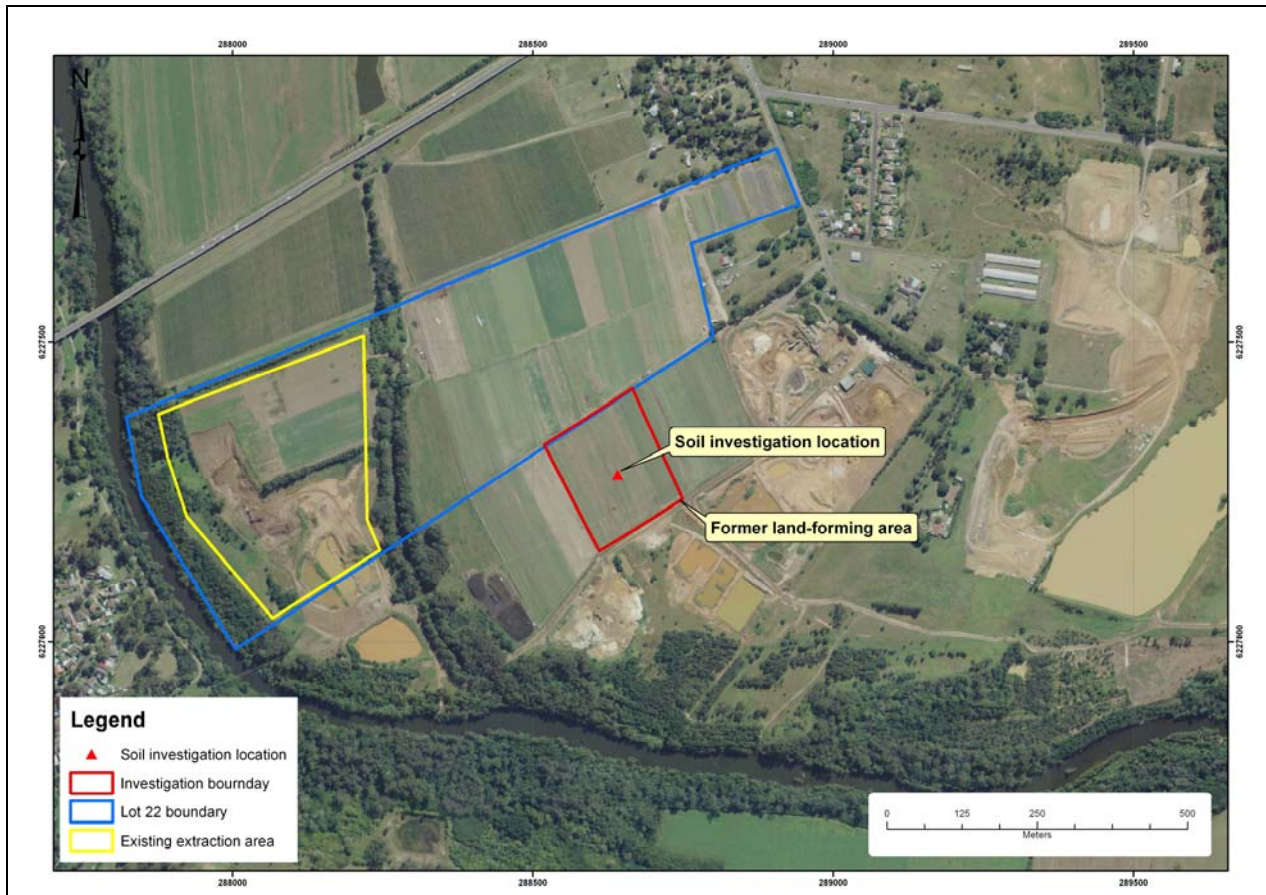 288000
288500
289000
289500
N
6227500
6227500
Soil investigation location
Former land-forming area
6227000
6227000
Legend
Soil investigation location
Investigation bournday
Lot 22 boundary
Existing extraction area
0
125
250
500
Meters
288000
288500
289000
289500